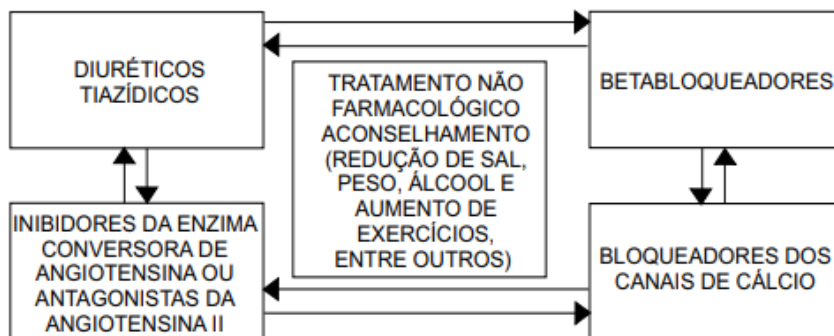 DIURÉTICOS
TIAZÍDICOS
TRATAMENTO NÃO
FARMACOLÓGICO
ACONSELHAMENTO
(REDUÇÃO DE SAL,
PESO, ÁLCOOL E
AUMENTO DE
EXERCÍCIOS,
ENTRE OUTROS)
BETABLOQUEADORES
INIBIDORES DA ENZIMA
CONVERSORA DE
ANGIOTENSINA OU
ANTAGONISTAS DA
ANGIOTENSINA II
BLOQUEADORES DOS
CANAIS DE CÁLCIO